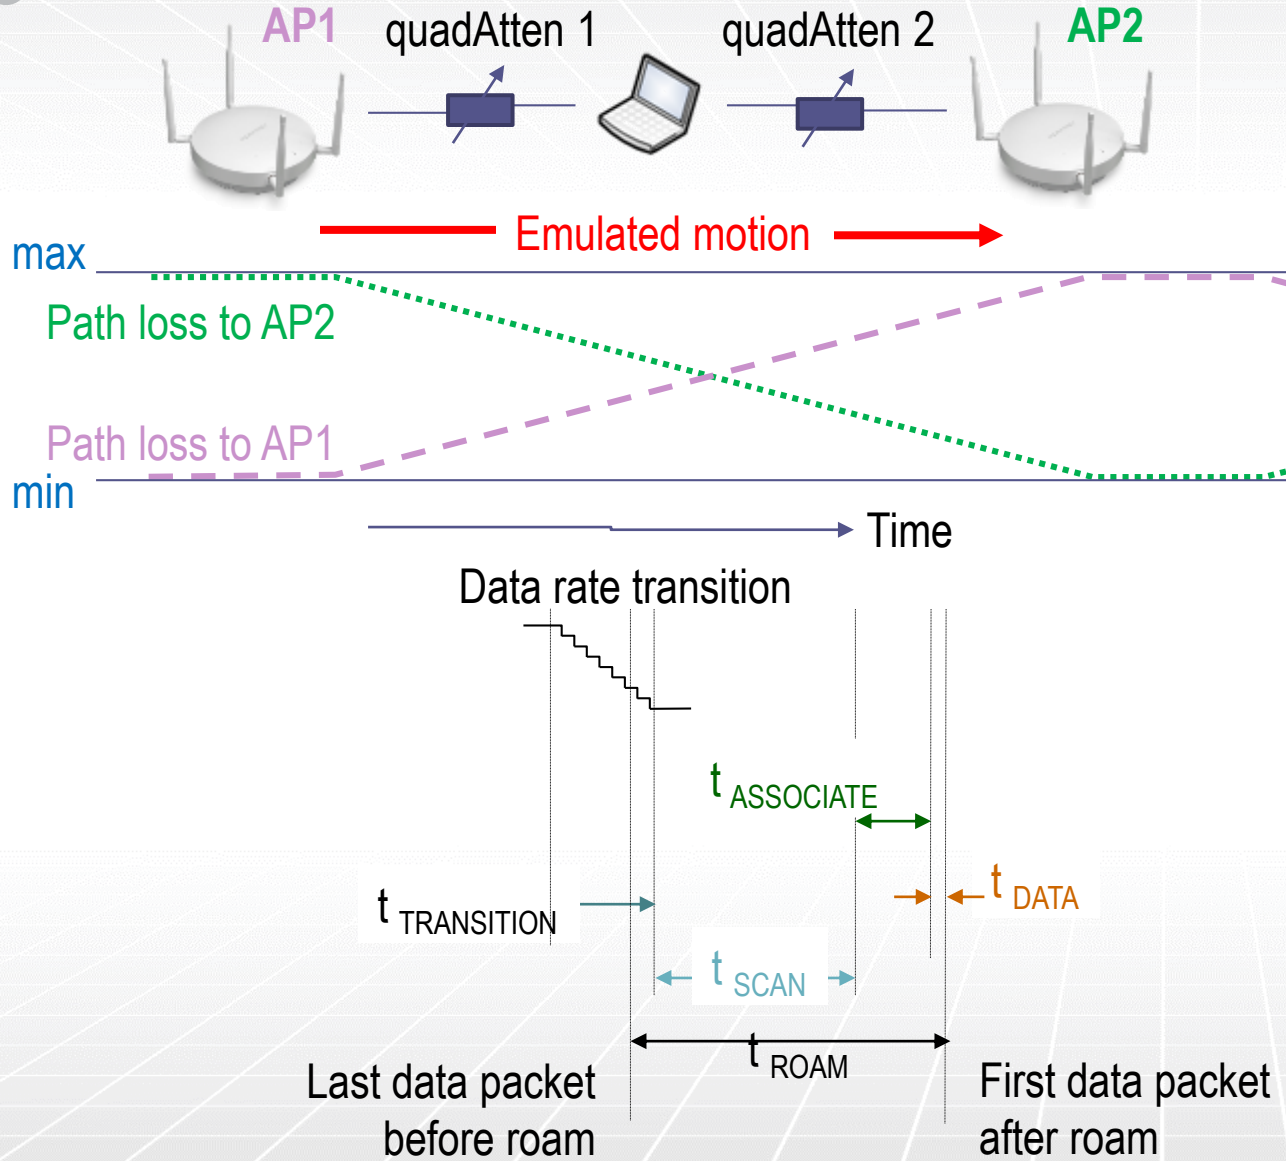 AP1 quadAtten 1 quadAtten 2 AP2
Emulated motion
max
Path loss to AP2
Path loss to AP1
min
Time
Data rate transition
t ASSOCIATE
t TRANSITION
t DATA
t SCAN
t ROAM
Last data packet
before roam
First data packet
after roam